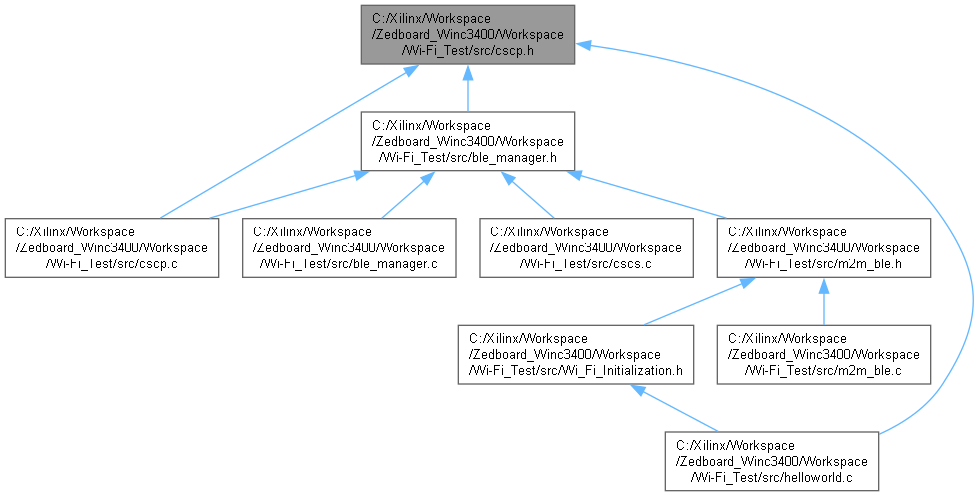 C:/Xilinx/Workspace
/Zedboard_Winc3400/Workspace
/Wi-Fi_Test/src/cscp.h
C:/Xilinx/Workspace
/Zedboard_Winc3400/Workspace
/Wi-Fi_Test/src/ble_manager.h
C:/Xilinx/Workspace
/Zedboard_Winc3400/Workspace
/Wi-Fi_Test/src/cscp.c
C:/Xilinx/Workspace
/Zedboard_Winc3400/Workspace
/Wi-Fi_Test/src/ble_manager.c
C:/Xilinx/Workspace
/Zedboard_Winc3400/Workspace
/Wi-Fi_Test/src/cscs.c
C:/Xilinx/Workspace
/Zedboard_Winc3400/Workspace
/Wi-Fi_Test/src/m2m_ble.h
C:/Xilinx/Workspace
/Zedboard_Winc3400/Workspace
/Wi-Fi_Test/src/Wi_Fi_Initialization.h
C:/Xilinx/Workspace
/Zedboard_Winc3400/Workspace
/Wi-Fi_Test/src/m2m_ble.c
C:/Xilinx/Workspace
/Zedboard_Winc3400/Workspace
/Wi-Fi_Test/src/helloworld.c